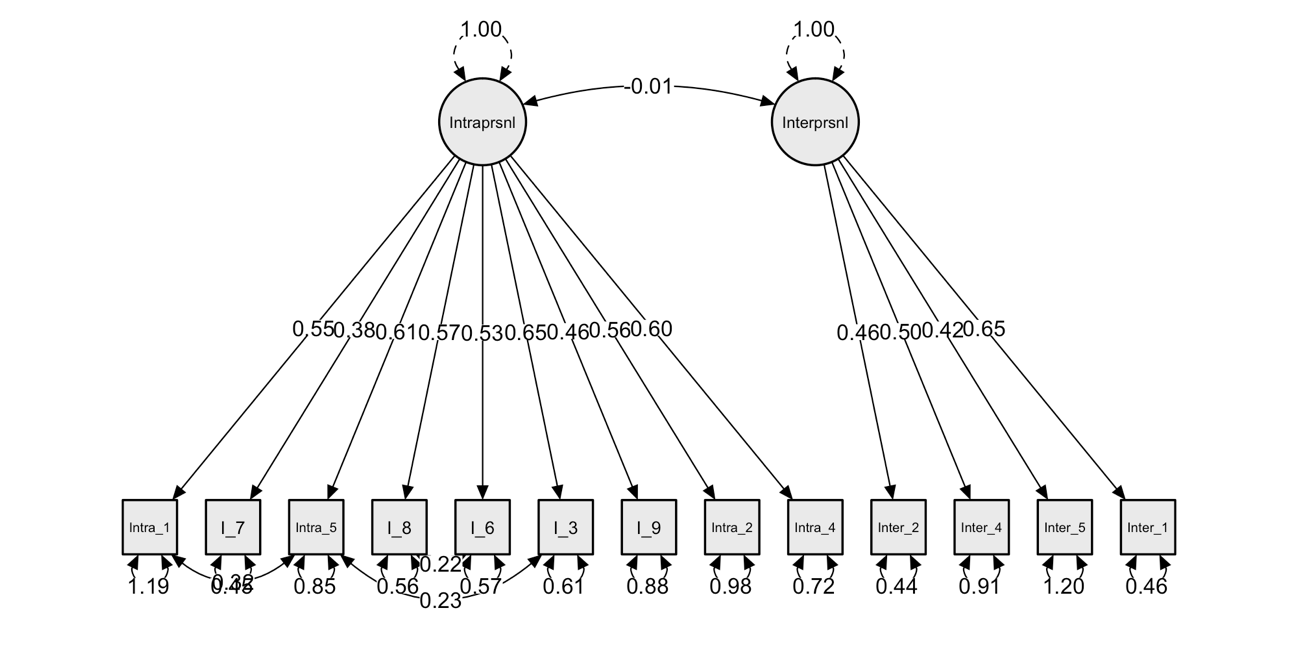 1.00 1.00
-0.01
Intraprsnl Interprsnl
0.55 0.38 0.61 0.57 0.53 0.65 0.46 0.56 0.60 0.46 0.50 0.42 0.65
Intra_1 I_7 Intra_5 I_8 I_6 I_3 I_9 Intra_2 Intra_4 Inter_2 Inter_4 Inter_5 Inter_1
0.22
1.19 0.85 0.56 0.57 0.61 0.88 0.98 0.72 0.44 0.91 1.20 0.46
0.23